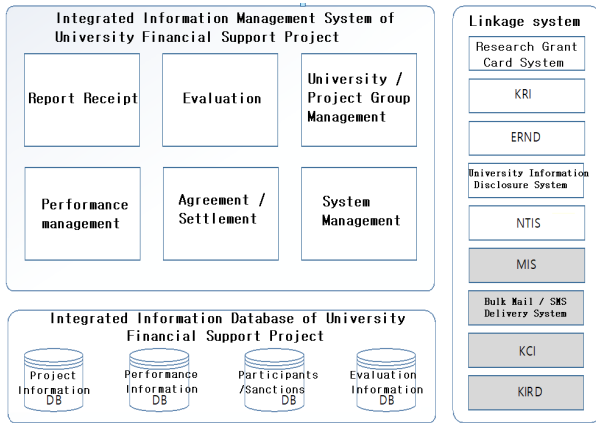 Integrated Information Management System of
University Financial Support Project
Report Receipt
Evaluation
University /
Project Group
Management
Performance
management
Agreement /
Settlement
System
Management
Integrated Information Database of University
Financial Support Project
Project
Information
DB
Performance
Information
DB
Participants
/Sanctions
DB
Evaluation
Information
DB
Linkage system
Research Grant
Card System
KRI
ERND
University Information
Disclosure System
NTIS
MIS
Bulk Mail / SMS
Delivery System
KCI
KIRD